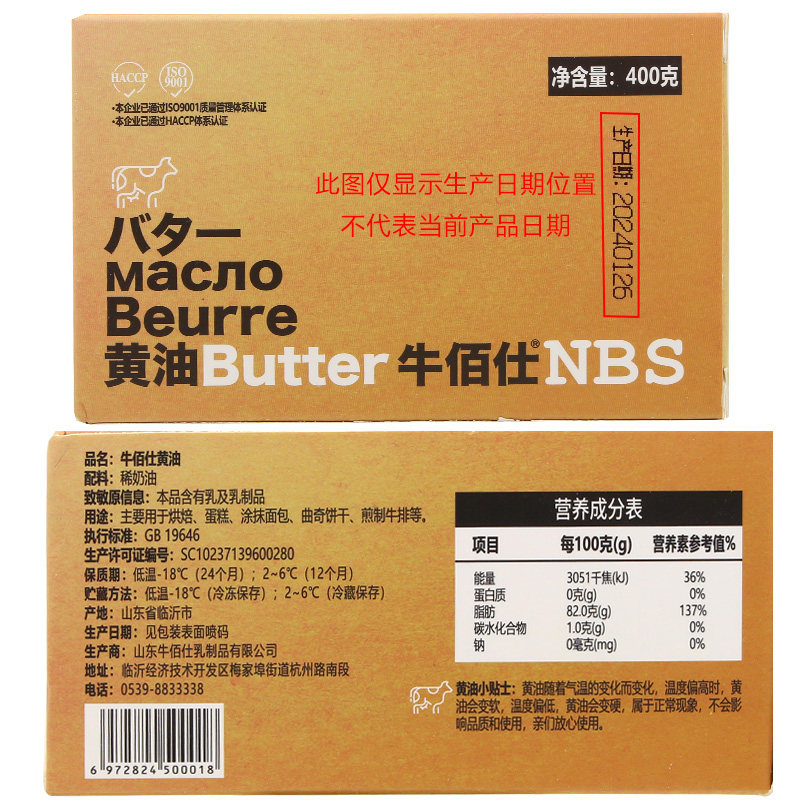 HACCP
ISO
9001
净含量：400克
•本企业已通过ISO9001质量管理体系认证
•本企业已通过HACCP体系认证
生产日期：20240126
此图仅显示生产日期位置
不代表当前产品日期
バター
масло
Beurre
黄油Butter 牛佰仕®NBS
品名：牛佰仕黄油
配料：稀奶油
致敏原信息：本品含有乳及乳制品
用途：主要用于烘焙、蛋糕、涂抹面包、曲奇饼干、煎制牛排等。
执行标准：GB 19646
生产许可证编号：SC10237139600280
保质期：低温-18℃（24个月）；2~6℃（12个月）
贮藏方法：低温-18℃（冷冻保存）；2~6℃（冷藏保存）
产地：山东省临沂市
生产日期：见包装表面喷码
生产商：山东牛佰仕乳制品有限公司
地址：临沂经济技术开发区梅家埠街道杭州路南段
电话：0539-8833338
6 972824 500018
营养成分表
项目 每100克(g) 营养素参考值%
能量 3051千焦(kJ) 36%
蛋白质 0克(g) 0%
脂肪 82.0克(g) 137%
碳水化合物 1.0克(g) 0%
钠 0毫克(mg) 0%
黄油小贴士：黄油随着气温的变化而变化，温度偏高时，黄
油会变软，温度偏低，黄油会变硬，属于正常现象，不会影
响品质和使用，亲们放心使用。